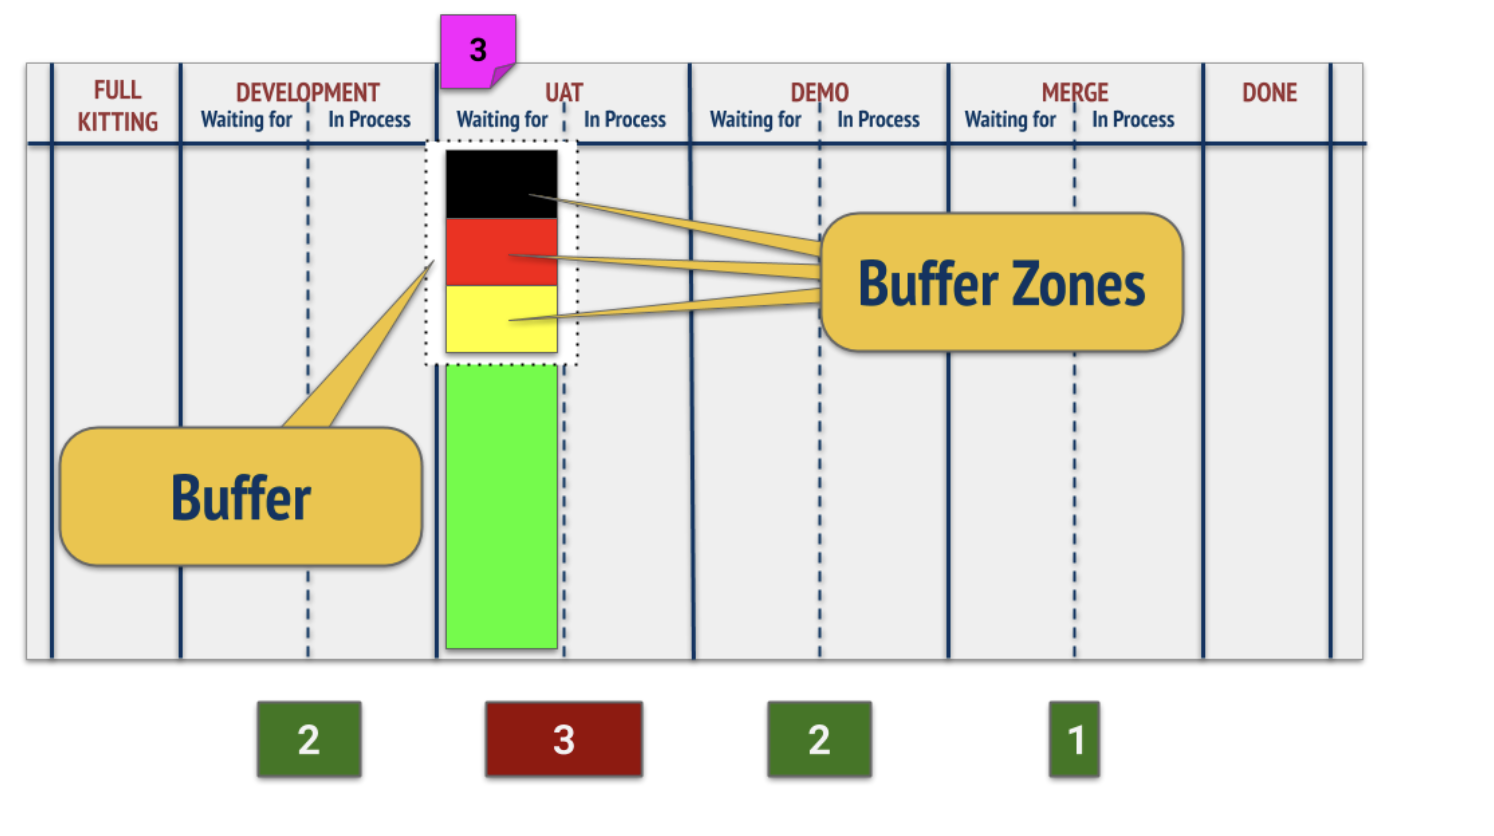 3
FULL
KITTING
DEVELOPMENT
Waiting for
In Process
UAT
Waiting for
In Process
DEMO
Waiting for
In Process
MERGE
Waiting for
In Process
DONE
Buffer Zones
Buffer
2
3
2
1